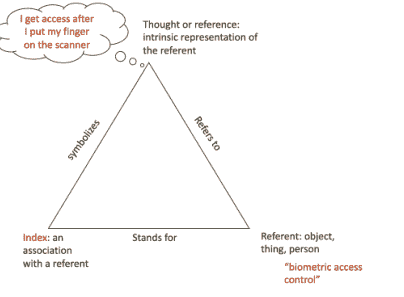 I get access after
I put my finger
on the scanner
Thought or reference:
intrinsic representation of
the referent
symbolizes
Refers to
Index: an
association
with a referent
Stands for
Referent: object,
thing, person
“biometric access
control”